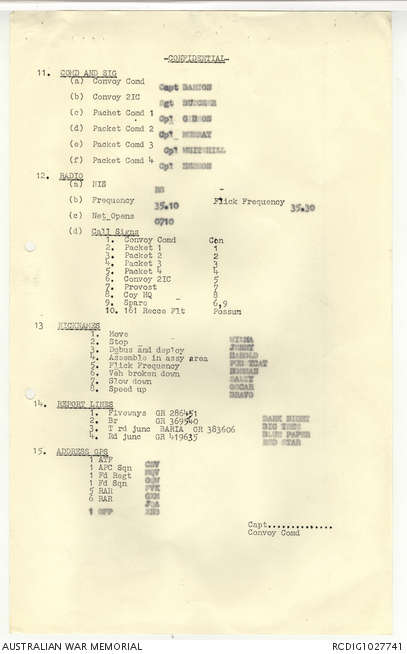 -CONFIDENTIAL-
11. COMD AND SIG
(a) Convoy Comd Capt
(b) Convoy 2IC Sgt
(c) Packet Comd 1 Cpl GIBSON
(d) Packet Comd 2 Cpl MURRAY
(e) Packet Comd 3 Cpl
(f) Packet Comd 4 Cpl
12. RADIO
(a) NIS
(b) Frequency 35.10 Flick Frequency 35.30
(c) Net Opens 0710
(d) Call Signs
1. Convoy Comd Con
2. Packet 1 1
3. Packet 2 2
4. Packet 3 3
5. Packet 4 4
6. Convoy 2IC 5
7. Provost 7
8. Coy HQ 8
9. Spare 6,9
10. 161 Recce Flt Possum
13 NICKNAMES
1. Move WILMA
2. Stop JENNY
3. Debus and deploy HAROLD
4. Assemble in assy area
5. Flick Frequency
6. Veh broken down
7. Slow down OSCAR
8. Speed up BRAVO
14. REPORT LINES
1. Fiveways GR 286451 DARK NIGHT
2. Br GR 369540 BIG TREE
3. T rd junc BARIA GR 383606 BLUE PAPER
4. Rd junc GR 419635 RED STAR
15. ADDRESS GPS
1 ATF
1 APC Sqn
1 Fd Regt
1 Fd Sqn
5 RAR
6 RAR
Capt..............
Convoy Comd
AUSTRALIAN WAR MEMORIAL RCDIG1027741